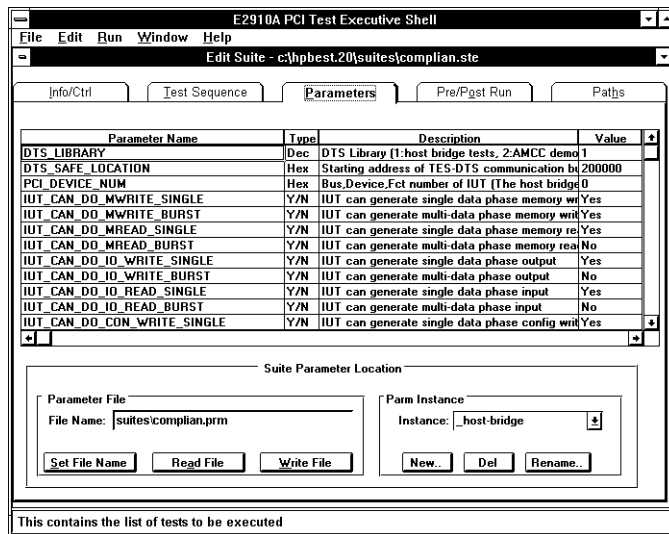 E2910A PCI Test Executive Shell
File Edit Run Window Help
Edit Suite - c:\hpbest.20\suites\complian.ste
Info/Ctrl Test Sequence Parameters Pre/Post Run Paths
Parameter Name Type Description Value
DTS_LIBRARY Dec DTS Library (1:host bridge tests, 2:AMCC demo 1
DTS_SAFE_LOCATION Hex Starting address of TES-DTS communication bu 200000
PCI_DEVICE_NUM Hex Bus,Device,Fct number of IUT (The host bridge 0
IUT_CAN_DO_MWRITE_SINGLE Y/N IUT can generate single data phase memory wr Yes
IUT_CAN_DO_MWRITE_BURST Y/N IUT can generate multi-data phase memory writ Yes
IUT_CAN_DO_MREAD_SINGLE Y/N IUT can generate single data phase memory re Yes
IUT_CAN_DO_MREAD_BURST Y/N IUT can generate multi-data phase memory read No
IUT_CAN_DO_IO_WRITE_SINGLE Y/N IUT can generate single data phase output Yes
IUT_CAN_DO_IO_WRITE_BURST Y/N IUT can generate multi-data phase output No
IUT_CAN_DO_IO_READ_SINGLE Y/N IUT can generate single data phase input Yes
IUT_CAN_DO_IO_READ_BURST Y/N IUT can generate multi-data phase input No
IUT_CAN_DO_CON_WRITE_SINGLE Y/N IUT can generate single data phase config writ Yes
Suite Parameter Location
Parameter File Parm Instance
File Name: suites\complian.prm Instance: _host-bridge
Set File Name Read File Write File New.. Del Rename..
This contains the list of tests to be executed